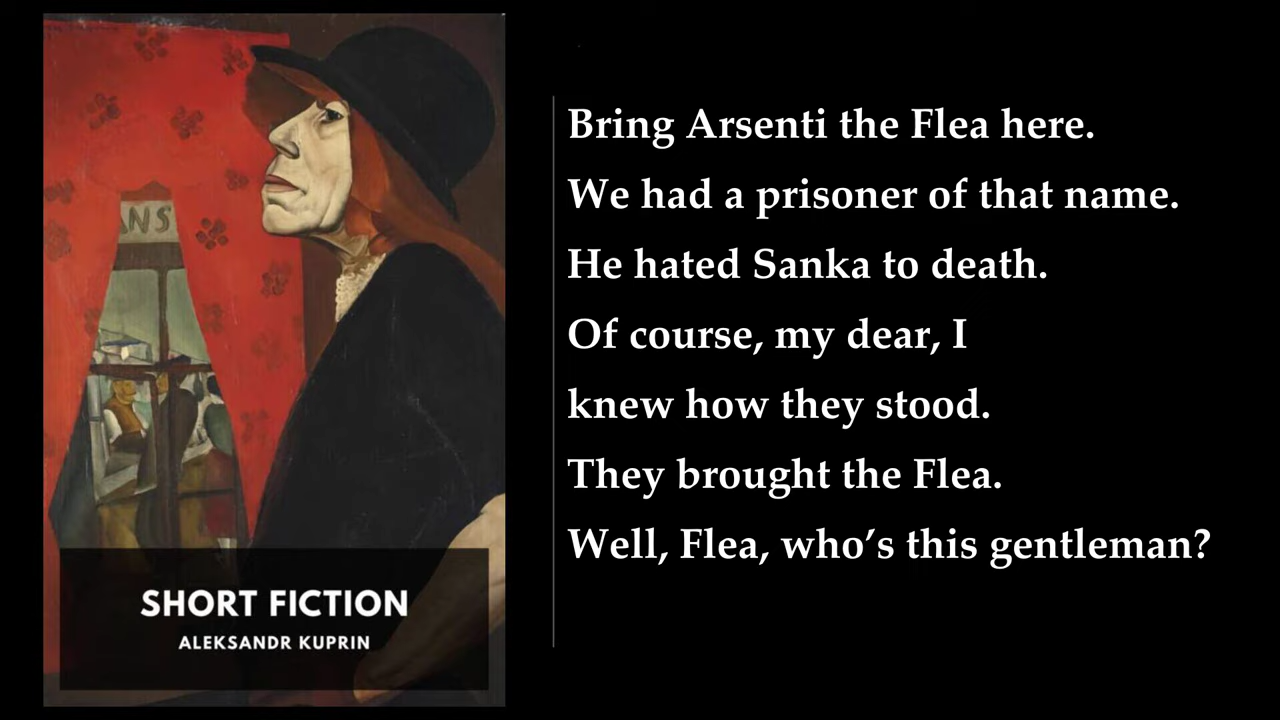 ANS
SHORT FICTION
ALEKSANDR KUPRIN
Bring Arsenti the Flea here.
We had a prisoner of that name.
He hated Sanka to death.
Of course, my dear, I
knew how they stood.
They brought the Flea.
Well, Flea, who’s this gentleman?